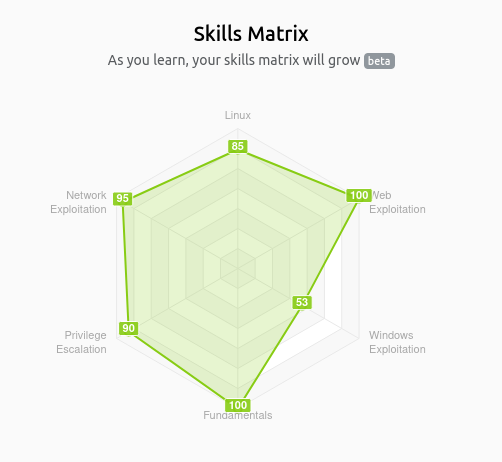 Skills Matrix
As you learn, your skills matrix will grow beta
Linux
85
Network
Exploitation
95
100
Web
Exploitation
53
90
Privilege
Escalation
Windows
Exploitation
100
Fundamentals